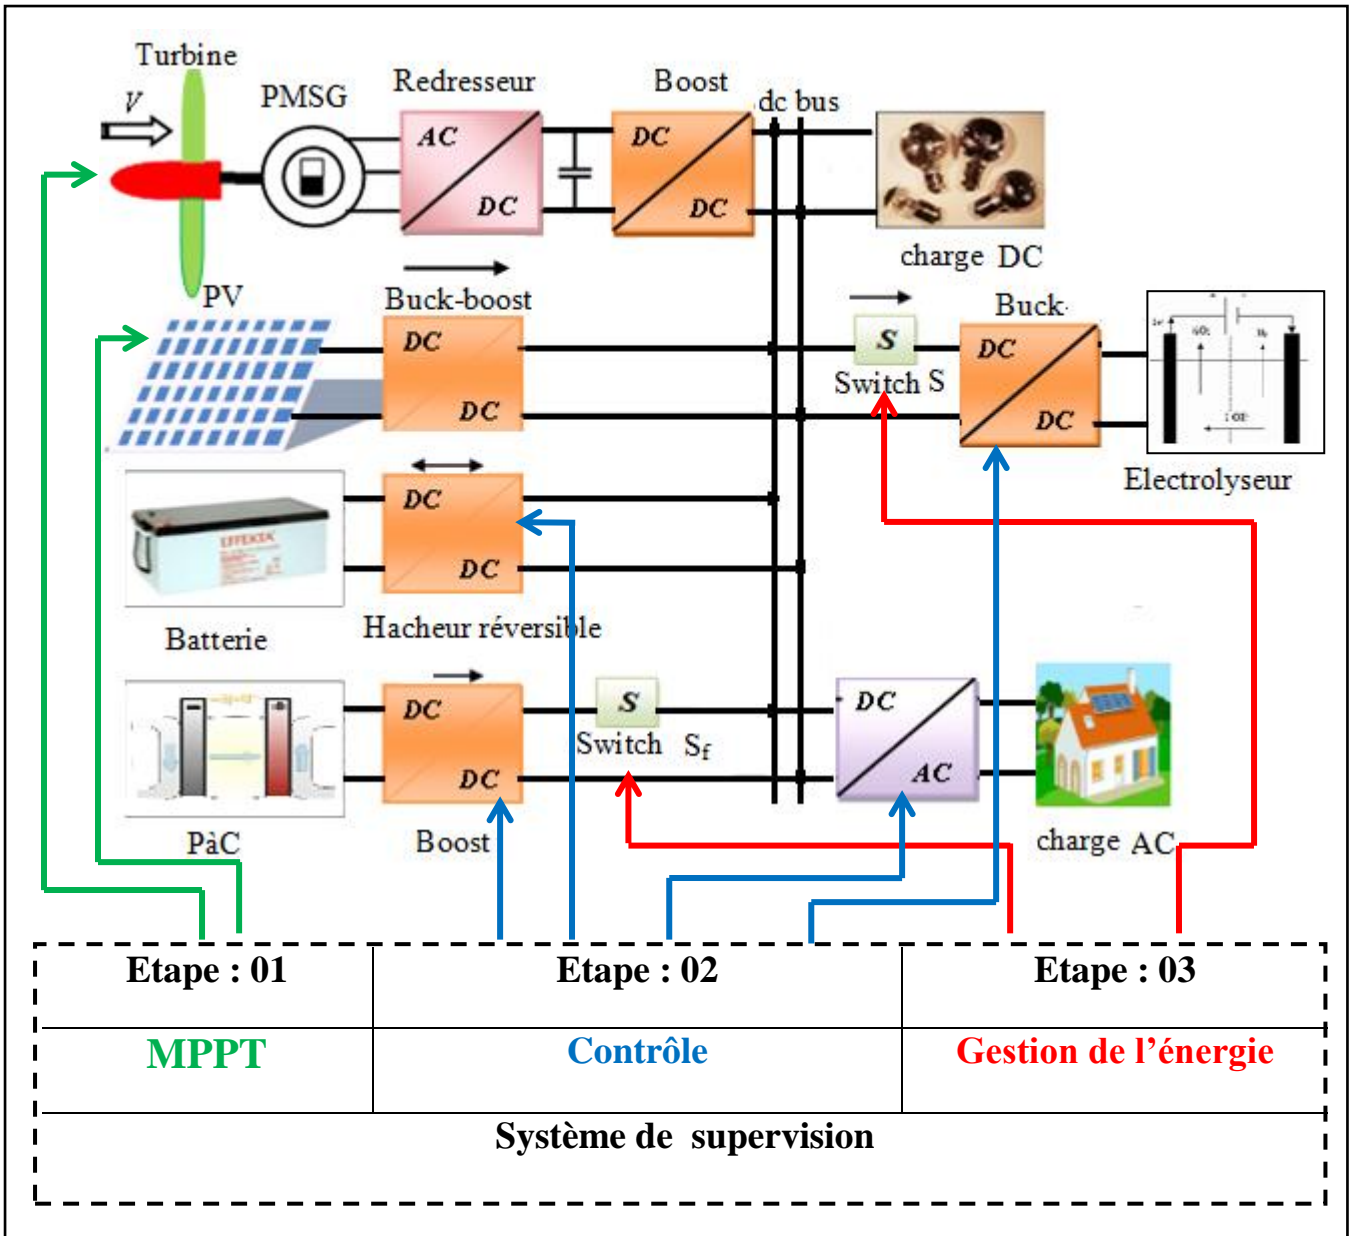 Turbine
V
PMSG
Redresseur
Boost
dc bus
AC
DC
DC
DC
charge DC
PV
Buck-boost
DC
DC
S
Switch S
Buck-
DC
DC
Electrolyseur
DC
DC
EFFEKTA
Batterie
Hacheur réversible
DC
DC
PàC
Boost
S
Switch Sf
DC
AC
charge AC
Etape : 01
Etape : 02
Etape : 03
MPPT
Contrôle
Gestion de l’énergie
Système de supervision